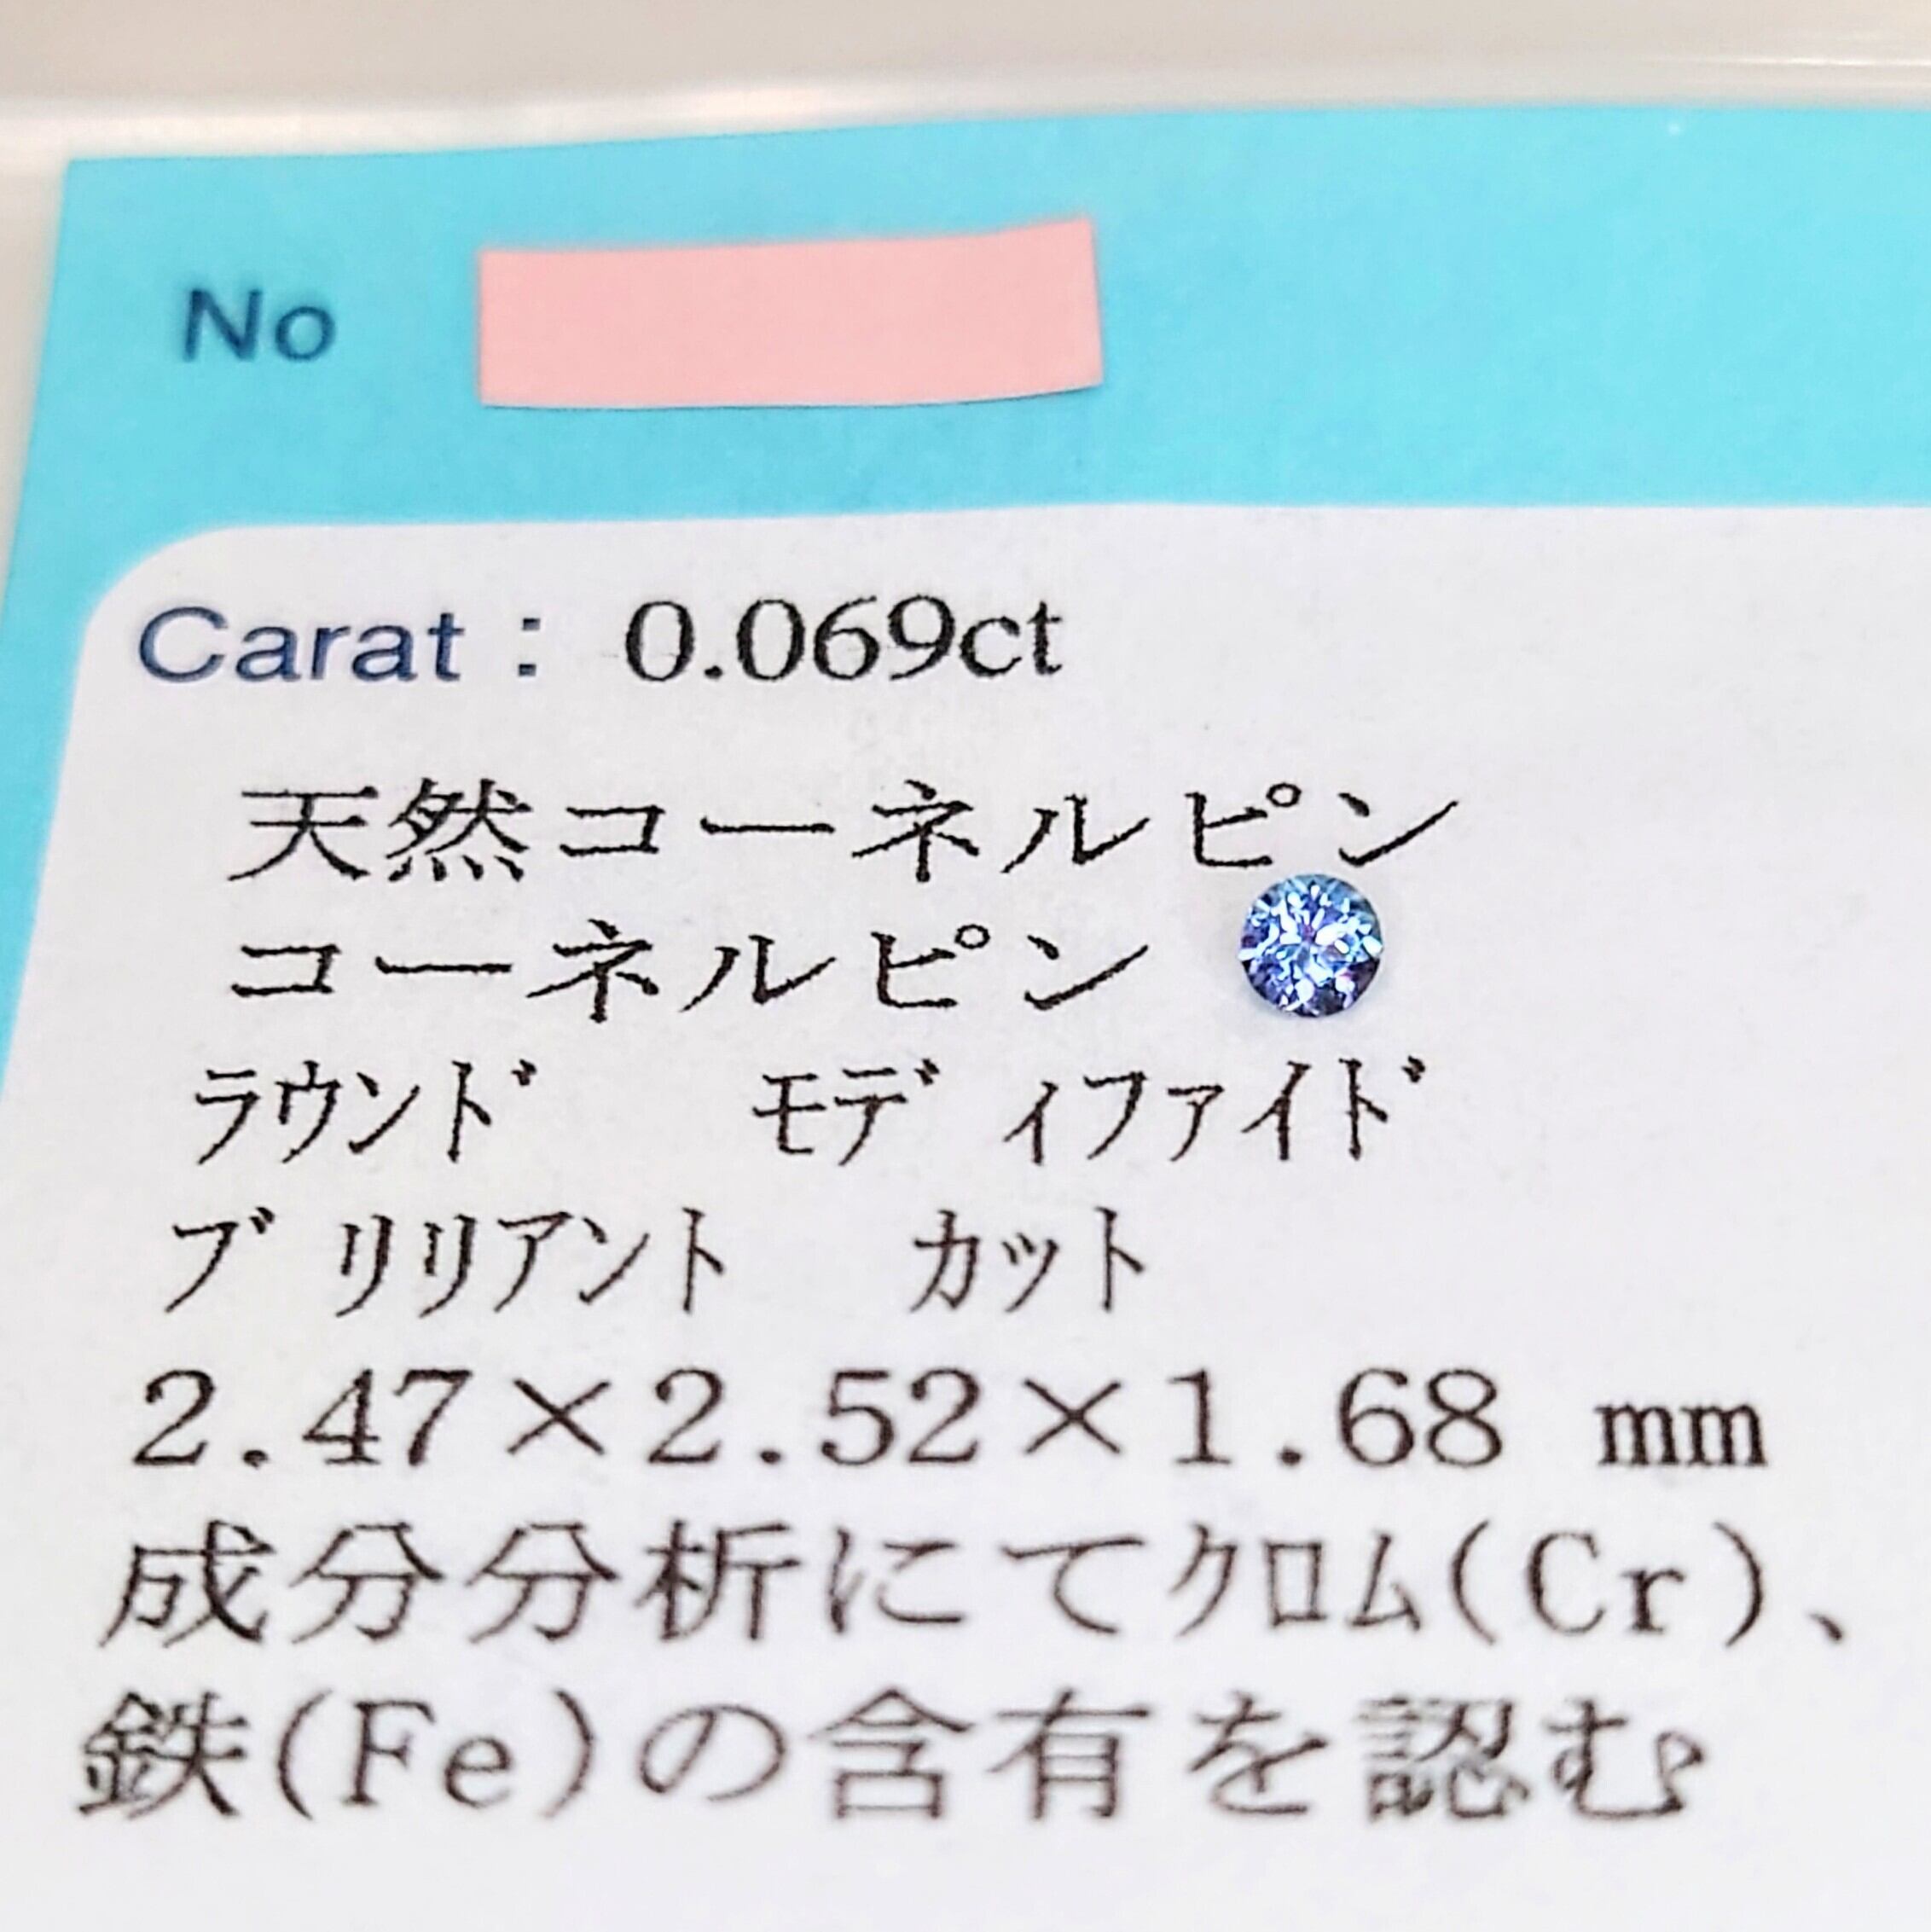 No
Carat : 0.069ct
天然コーネルピン
コーネルピン
ﾗｳﾝﾄﾞ ﾓﾃﾞｨﾌｧｲﾄﾞ
ﾌﾞﾘﾘｱﾝﾄ ｶｯﾄ
2.47×2.52×1.68 mm
成分分析にてｸﾛﾑ(Cr)、
鉄(Fe)の含有を認む